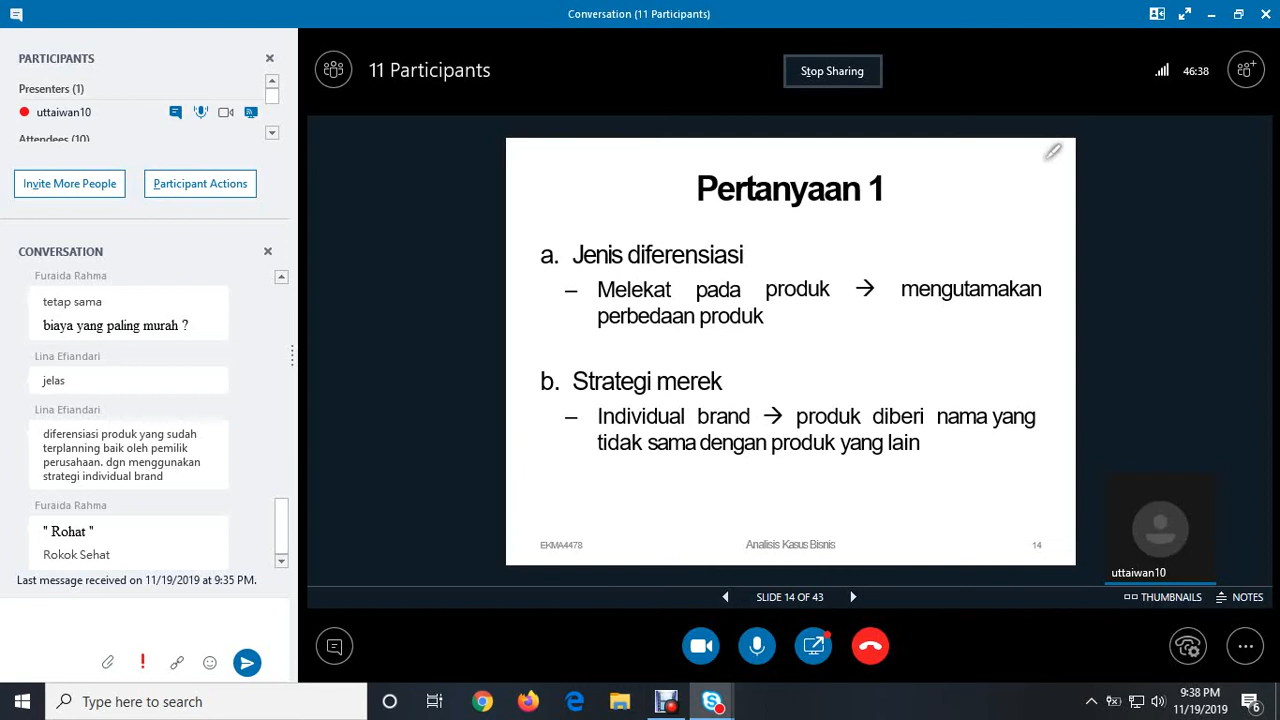 Conversation (11 Participants)
PARTICIPANTS
Presenters (1)
uttaiwan10
Attendees (10)
Invite More People
Participant Actions
CONVERSATION
Furaida Rahma
tetap sama
biaya yang paling murah ?
Lina Efiandari
jelas
Lina Efiandari
diferensiasi produk yang sudah
terplanning baik oleh pemilik
perusahaan. dgn menggunakan
strategi individual brand
Furaida Rahma
" Rohat "
Rokok Sehat
Last message received on 11/19/2019 at 9:35 PM.
11 Participants
Stop Sharing
46:38
Pertanyaan 1
a. Jenis diferensiasi
– Melekat pada produk → mengutamakan
perbedaan produk
b. Strategi merek
– Individual brand → produk diberi nama yang
tidak sama dengan produk yang lain
EKMA4478
Analisis Kasus Bisnis
14
uttaiwan10
SLIDE 14 OF 43
THUMBNAILS
NOTES
Type here to search
9:38 PM
11/19/2019
6